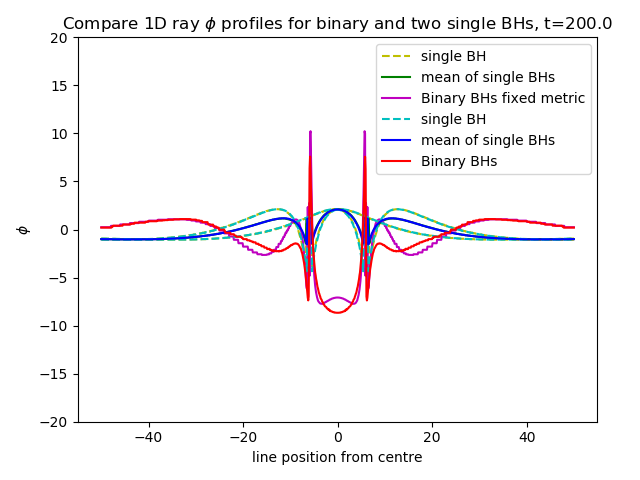 Compare 1D ray ϕ profiles for binary and two single BHs, t=200.0
20
15
10
5
0
−5
−10
−15
−20
ϕ
single BH
mean of single BHs
Binary BHs fixed metric
single BH
mean of single BHs
Binary BHs
−40 −20 0 20 40
line position from centre